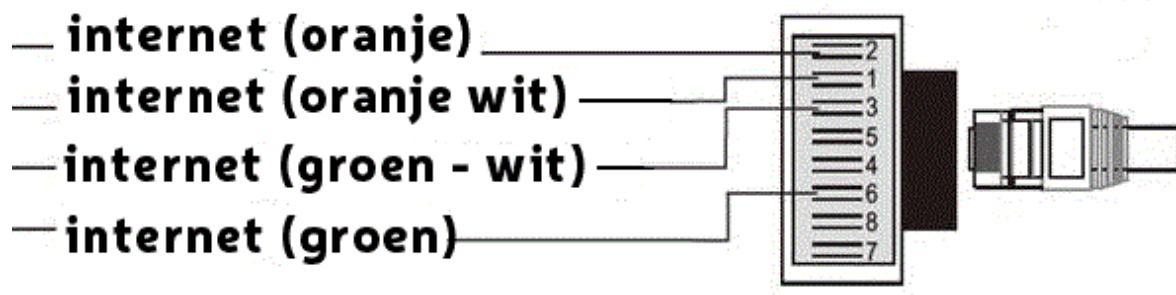 internet (oranje)
internet (oranje wit)
internet (groen - wit)
internet (groen)
2
1
3
5
4
6
8
7